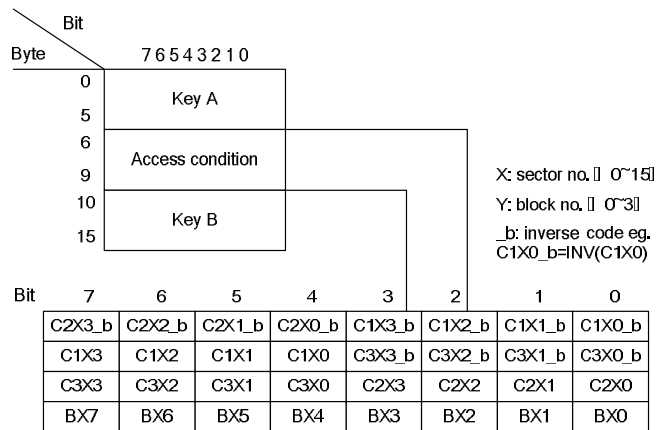 Bit
Byte 7 6 5 4 3 2 1 0
0
Key A
5
6
Access condition
9
10
Key B
15
X: sector no.▯ 0~15▯
Y: block no.▯ 0~3▯
_b: inverse code eg.
C1X0_b=INV(C1X0)
Bit 7 6 5 4 3 2 1 0
C2X3_b C2X2_b C2X1_b C2X0_b C1X3_b C1X2_b C1X1_b C1X0_b
C1X3 C1X2 C1X1 C1X0 C3X3_b C3X2_b C3X1_b C3X0_b
C3X3 C3X2 C3X1 C3X0 C2X3 C2X2 C2X1 C2X0
BX7 BX6 BX5 BX4 BX3 BX2 BX1 BX0